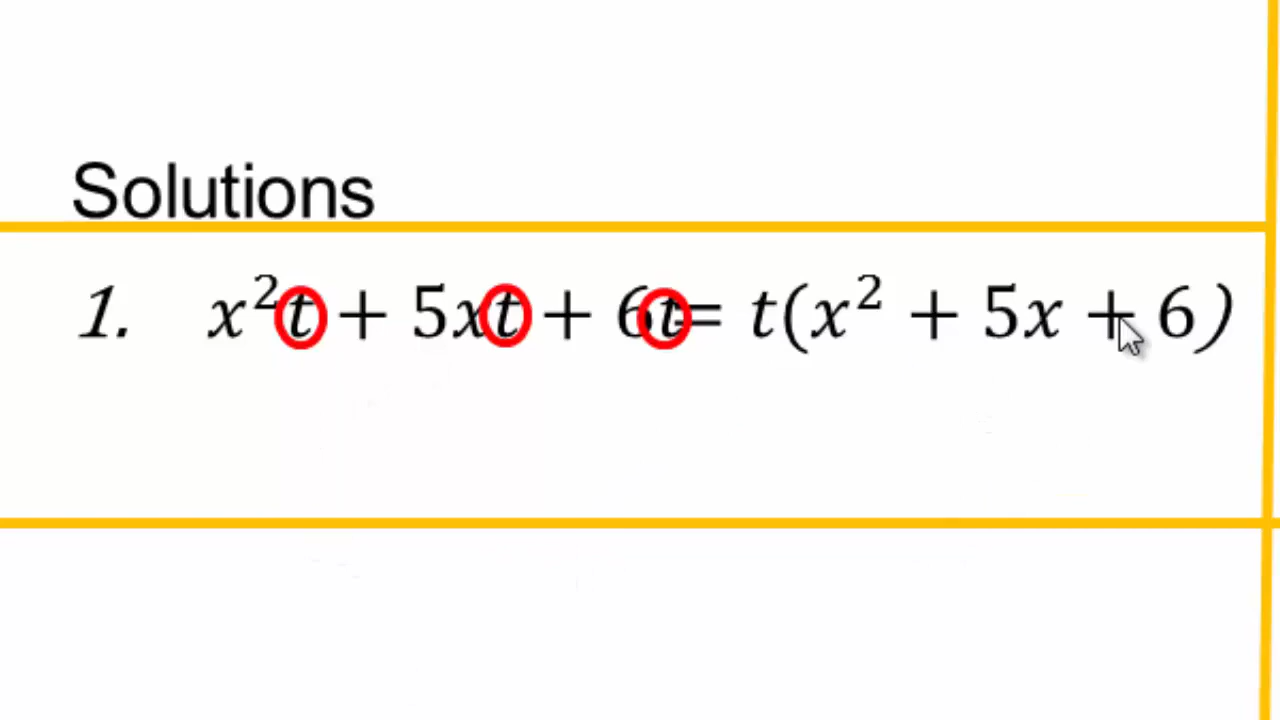 Solutions
1. x²t + 5xt + 6t= t(x² + 5x + 6)